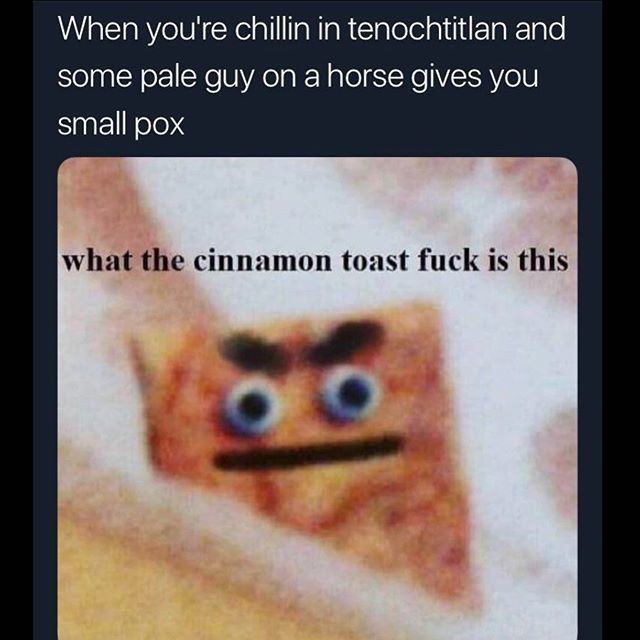 When you're chillin in tenochtitlan and
some pale guy on a horse gives you
small pox
what the cinnamon toast fuck is this